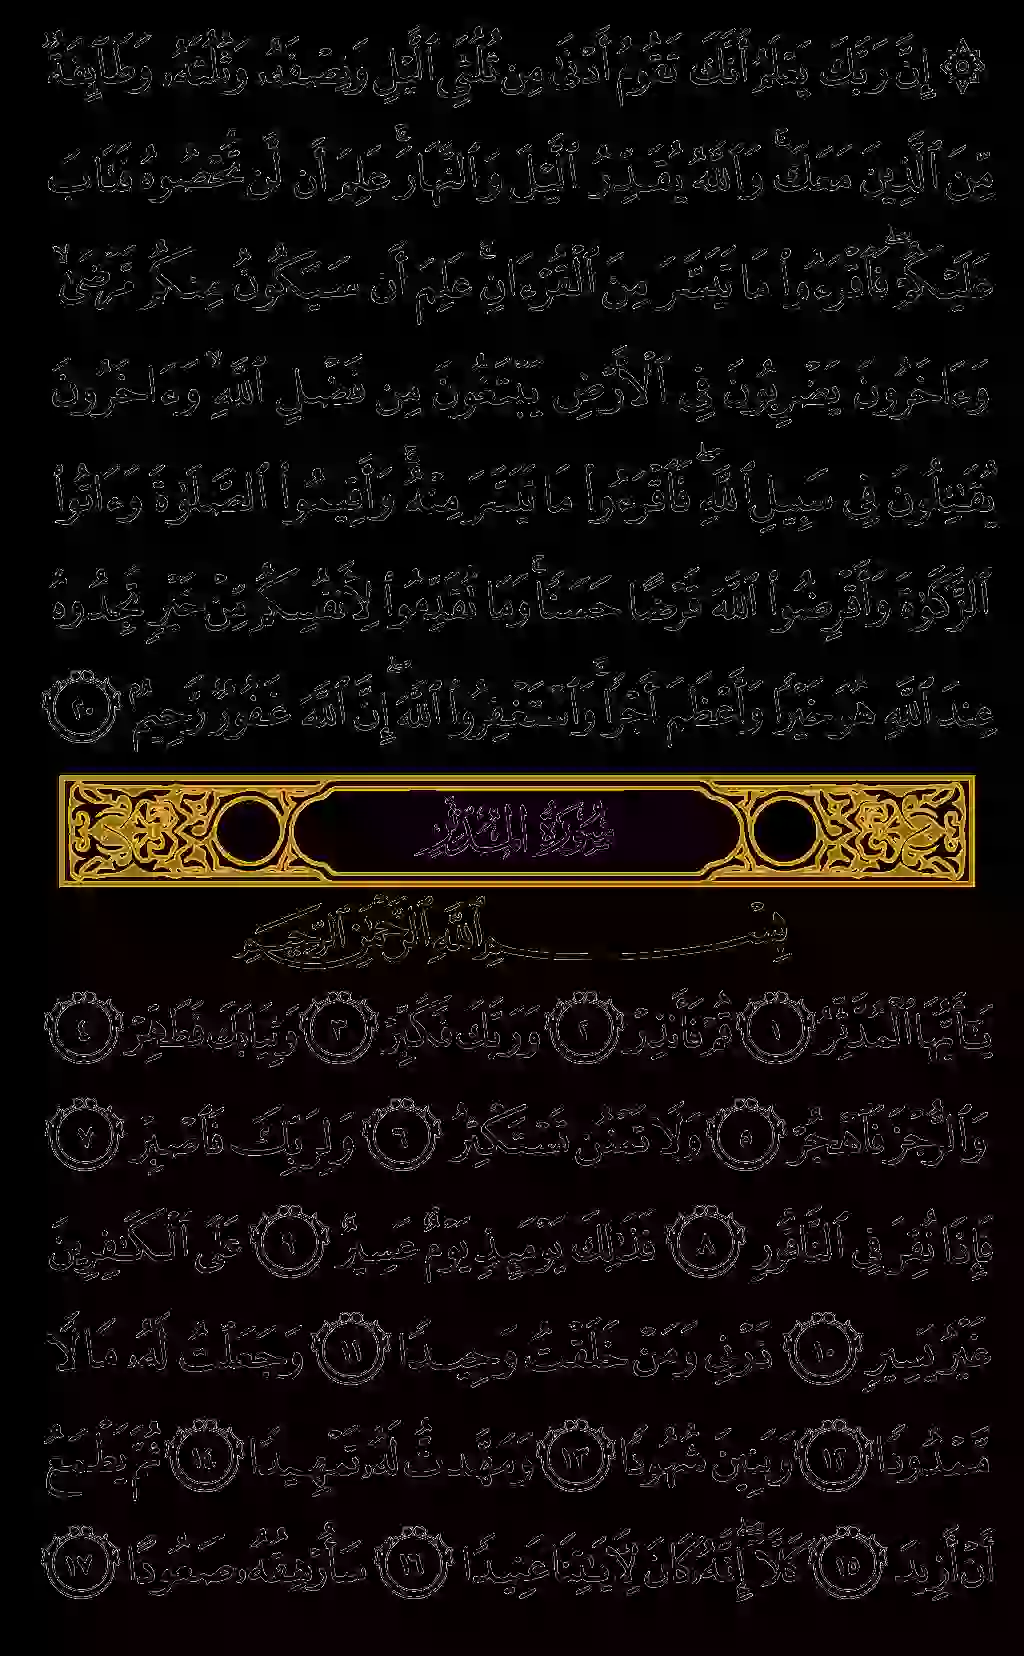 ۞ إِنَّ رَبَّكَ يَعْلَمُ أَنَّكَ تَقُومُ أَدْنَىٰ مِن ثُلُثَىِ ٱلَّيْلِ وَنِصْفَهُۥ وَثُلُثَهُۥ وَطَآئِفَةٌ
مِّنَ ٱلَّذِينَ مَعَكَ ۚ وَٱللَّهُ يُقَدِّرُ ٱلَّيْلَ وَٱلنَّهَارَ ۚ عَلِمَ أَن لَّن تُحْصُوهُ فَتَابَ
عَلَيْكُمْ ۖ فَٱقْرَءُوا۟ مَا تَيَسَّرَ مِنَ ٱلْقُرْءَانِ ۚ عَلِمَ أَن سَيَكُونُ مِنكُم مَّرْضَىٰ ۙ
وَءَاخَرُونَ يَضْرِبُونَ فِى ٱلْأَرْضِ يَبْتَغُونَ مِن فَضْلِ ٱللَّهِ ۙ وَءَاخَرُونَ
يُقَـٰتِلُونَ فِى سَبِيلِ ٱللَّهِ ۖ فَٱقْرَءُوا۟ مَا تَيَسَّرَ مِنْهُ ۚ وَأَقِيمُوا۟ ٱلصَّلَوٰةَ وَءَاتُوا۟
ٱلزَّكَوٰةَ وَأَقْرِضُوا۟ ٱللَّهَ قَرْضًا حَسَنًا ۚ وَمَا تُقَدِّمُوا۟ لِأَنفُسِكُم مِّنْ خَيْرٍ تَجِدُوهُ
عِندَ ٱللَّهِ هُوَ خَيْرًا وَأَعْظَمَ أَجْرًا ۚ وَٱسْتَغْفِرُوا۟ ٱللَّهَ ۖ إِنَّ ٱللَّهَ غَفُورٌ رَّحِيمٌۢ ٢٠
سُورَةُ المُدَّثِّرِ
بِسْمِ ٱللَّهِ ٱلرَّحْمَـٰنِ ٱلرَّحِيمِ
يَـٰٓأَيُّهَا ٱلْمُدَّثِّرُ ١ قُمْ فَأَنذِرْ ٢ وَرَبَّكَ فَكَبِّرْ ٣ وَثِيَابَكَ فَطَهِّرْ ٤
وَٱلرُّجْزَ فَٱهْجُرْ ٥ وَلَا تَمْنُن تَسْتَكْثِرُ ٦ وَلِرَبِّكَ فَٱصْبِرْ ٧
فَإِذَا نُقِرَ فِى ٱلنَّاقُورِ ٨ فَذَٰلِكَ يَوْمَئِذٍ يَوْمٌ عَسِيرٌ ٩ عَلَى ٱلْكَـٰفِرِينَ
غَيْرُ يَسِيرٍ ١٠ ذَرْنِى وَمَنْ خَلَقْتُ وَحِيدًا ١١ وَجَعَلْتُ لَهُۥ مَالًا
مَّمْدُودًا ١٢ وَبَنِينَ شُهُودًا ١٣ وَمَهَّدتُّ لَهُۥ تَمْهِيدًا ١٤ ثُمَّ يَطْمَعُ
أَنْ أَزِيدَ ١٥ كَلَّآ ۖ إِنَّهُۥ كَانَ لِـَٔايَـٰتِنَا عَنِيدًا ١٦ سَأُرْهِقُهُۥ صَعُودًا ١٧